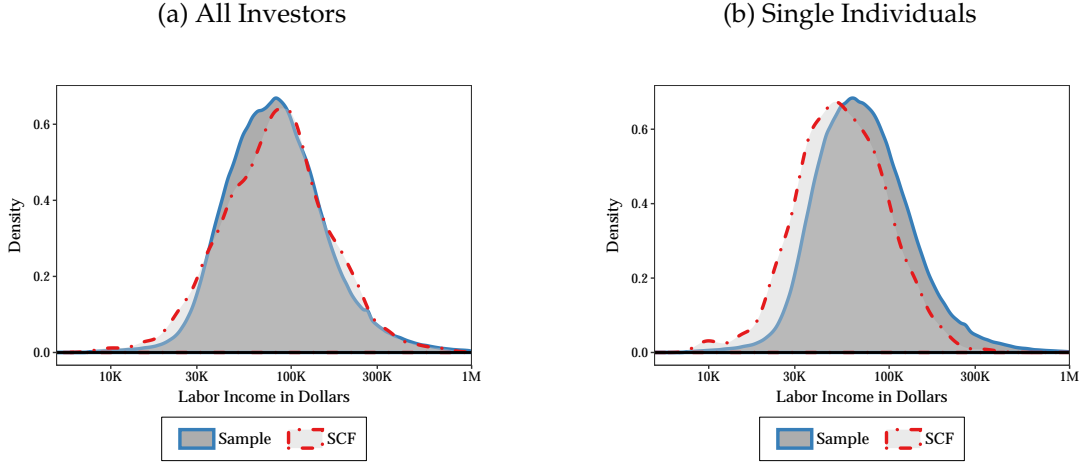 (a) All Investors
0.6
0.4
0.2
0.0
Density
10K 30K 100K 300K 1M
Labor Income in Dollars
Sample SCF
(b) Single Individuals
0.6
0.4
0.2
0.0
Density
10K 30K 100K 300K 1M
Labor Income in Dollars
Sample SCF